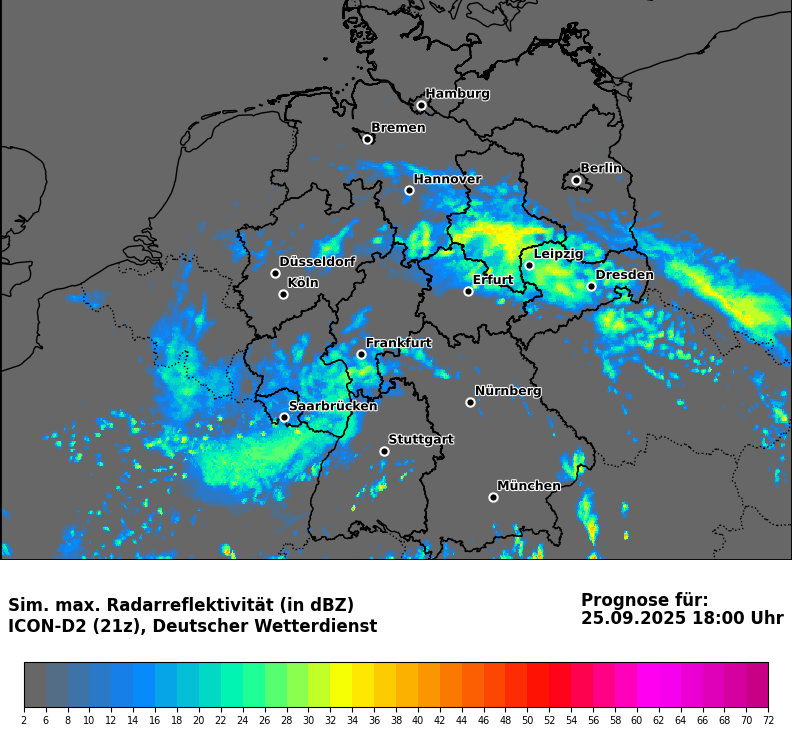 Hamburg
Bremen
Berlin
Hannover
Leipzig
Düsseldorf
Dresden
Köln
Erfurt
Frankfurt
Nürnberg
Saarbrücken
Stuttgart
München
Sim. max. Radarreflektivität (in dBZ)
ICON-D2 (21z), Deutscher Wetterdienst
Prognose für:
25.09.2025 18:00 Uhr
2 6 8 10 12 14 16 18 20 22 24 26 28 30 32 34 36 38 40 42 44 46 48 50 52 54 56 58 60 62 64 66 68 70 72